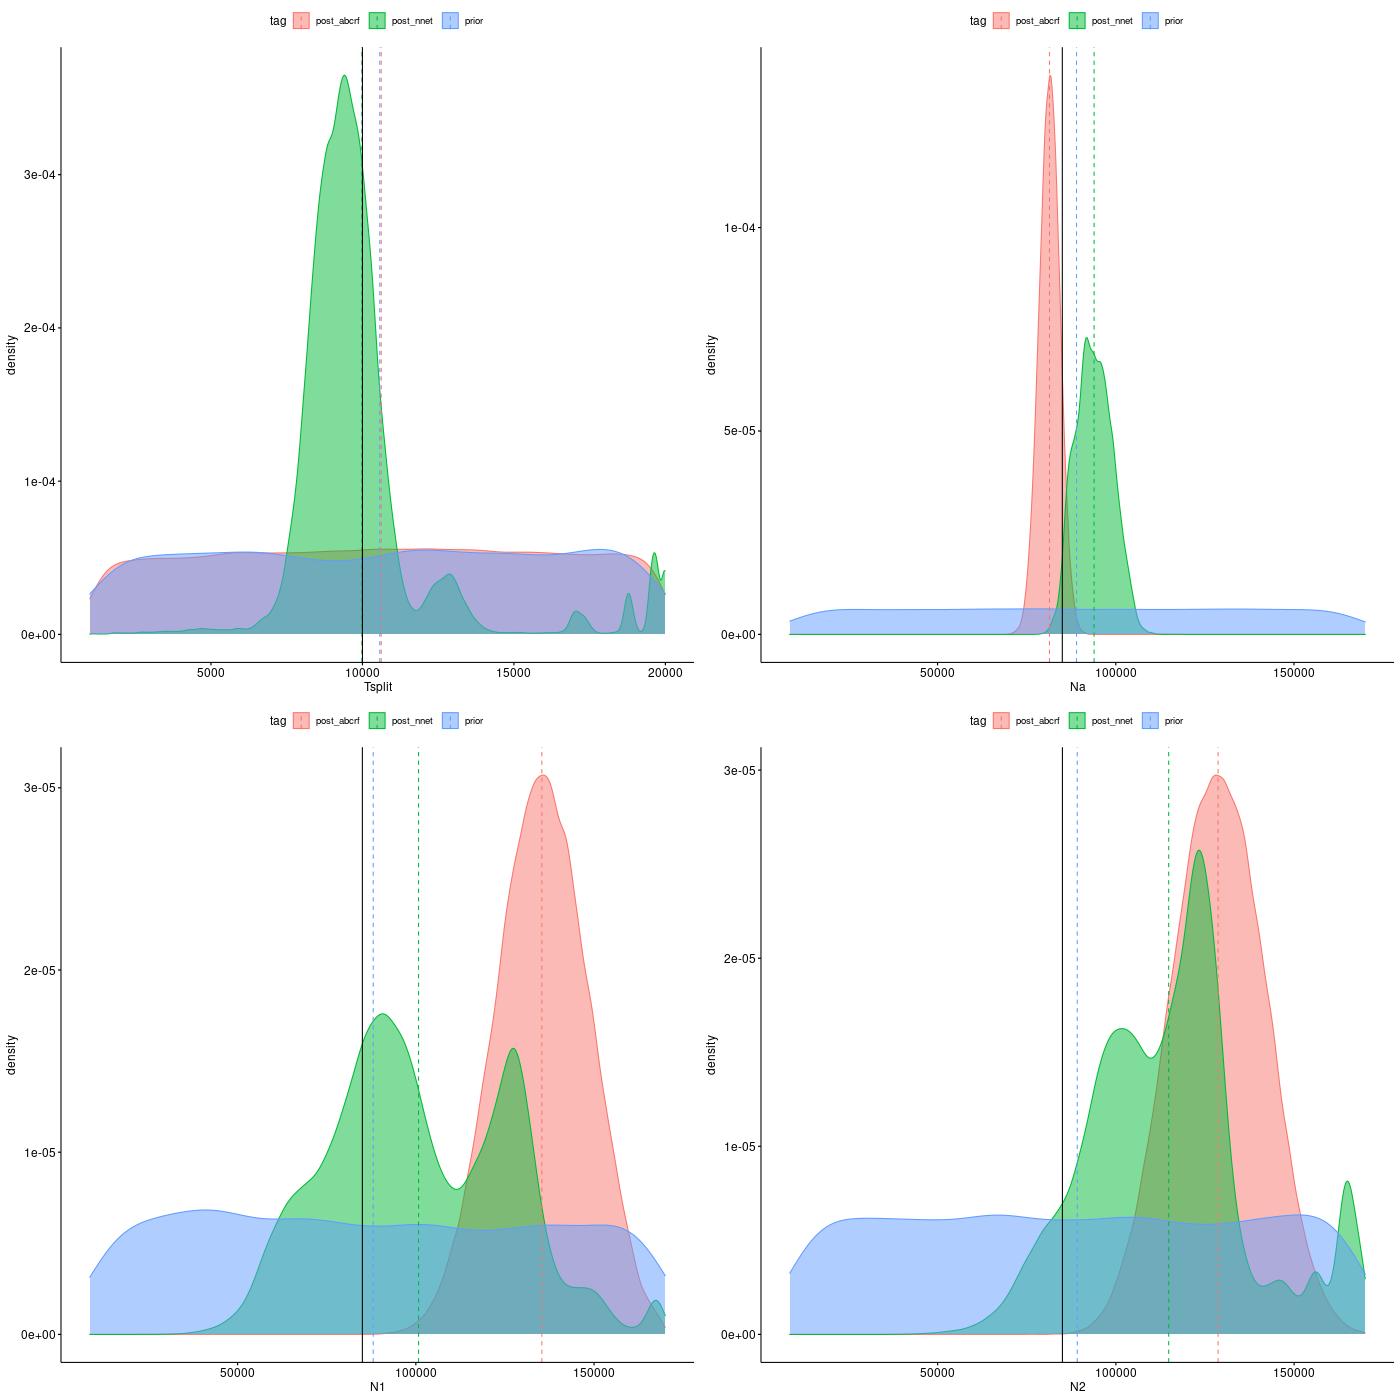 tag post_abcrf post_nnet prior
3e-04
2e-04
1e-04
0e+00
density
5000 10000 15000 20000
Tsplit
tag post_abcrf post_nnet prior
1e-04
5e-05
0e+00
density
50000 100000 150000
Na
tag post_abcrf post_nnet prior
3e-05
2e-05
1e-05
0e+00
density
50000 100000 150000
N1
tag post_abcrf post_nnet prior
3e-05
2e-05
1e-05
0e+00
density
50000 100000 150000
N2